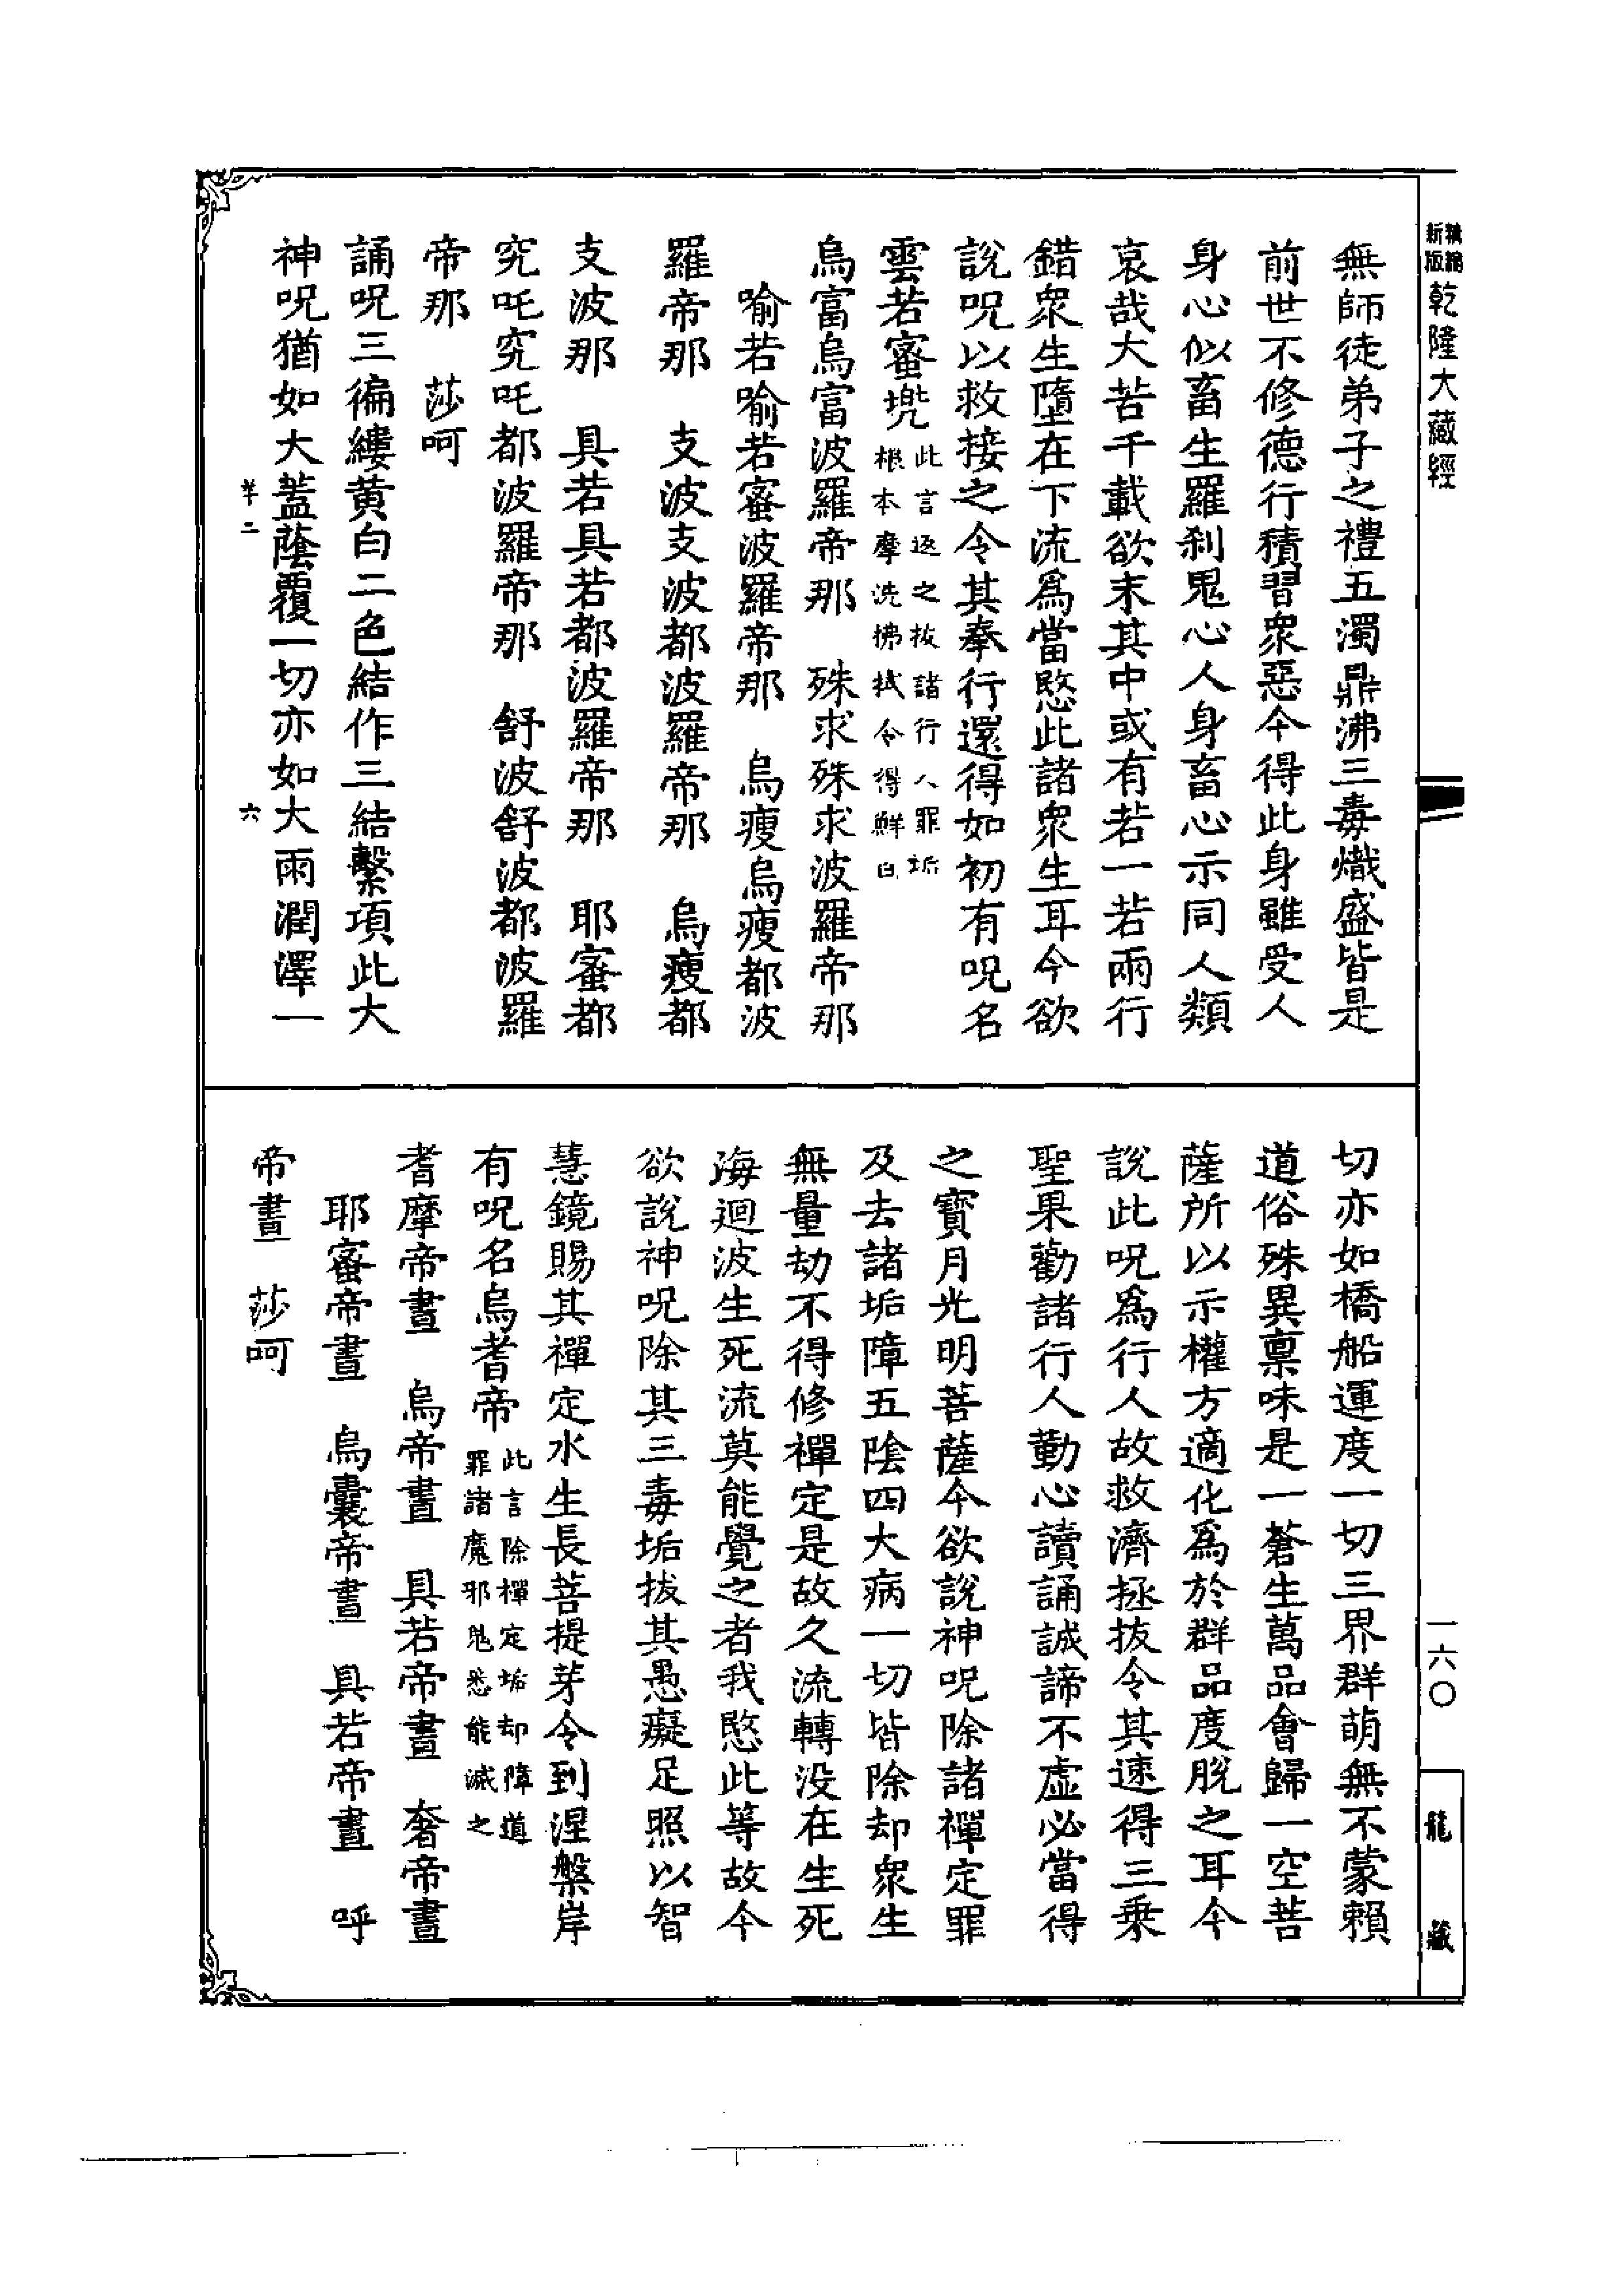 精縮新版乾隆大藏經
無師徒弟子之禮五濁鼎沸三毒熾盛皆是
前世不修德行積習衆惡今得此身雖受人
身心似畜生羅刹鬼心人身畜心示同人類
哀哉大苦千載欲末其中或有若一若兩行
錯衆生墮在下流爲當愍此諸衆生耳今欲
說呪以救接之令其奉行還得如初有呪名
雲若蜜兠此言返之拔諸行人罪垢根本摩洗拂拭令得鮮白
烏富烏富波羅帝那 殊求殊求波羅帝那
喻若喻若蜜波羅帝那 烏瘦烏瘦都波
羅帝那 支波支波都波羅帝那 烏瘦都
支波那 具若具若都波羅帝那 耶蜜都
究吒究吒都波羅帝那 舒波舒波都波羅
帝那 莎呵
誦呪三徧縷黃白二色結作三結繫項此大
神呪猶如大蓋蔭覆一切亦如大雨潤澤一
羊二 六
切亦如橋船運度一切三界群萌無不蒙賴
道俗殊異稟味是一蒼生萬品會歸一空菩
薩所以示權方適化爲於群品度脫之耳今
說此呪爲行人故救濟拯拔令其速得三乘
聖果勸諸行人勤心讀誦誠諦不虛必當得
之寶月光明菩薩今欲說神呪除諸禪定罪
及去諸垢障五陰四大病一切皆除却衆生
無量劫不得修禪定是故久流轉没在生死
海迴波生死流莫能覺之者我愍此等故今
欲說神呪除其三毒垢拔其愚癡足照以智
慧鏡賜其禪定水生長菩提芽令到涅槃岸
有呪名烏耆帝此言除禪定垢却障道罪諸魔邪鬼悉能滅之
耆摩帝晝 烏帝晝 具若帝晝 奢帝晝
耶蜜帝晝 烏囊帝晝 具若帝晝 呼
帝晝 莎呵
一六〇
龍藏